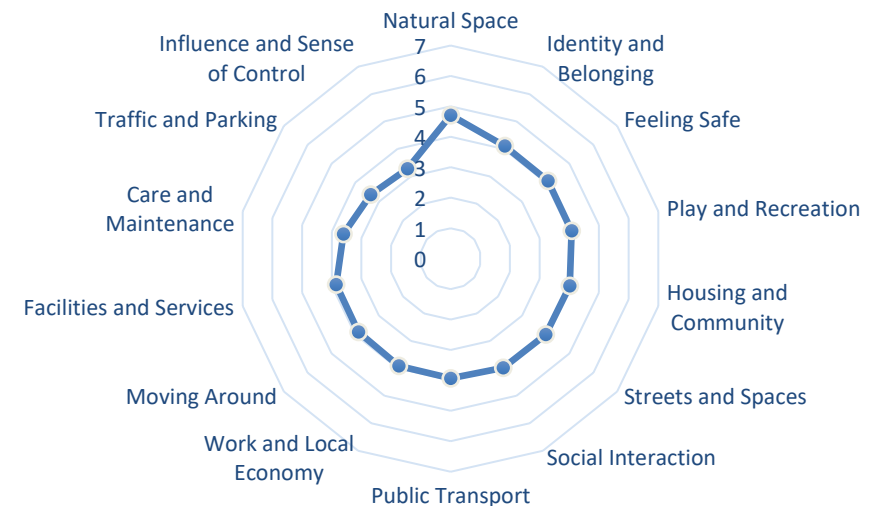 Natural Space
Influence and Sense
of Control
7
Identity and
Belonging
6
5
Traffic and Parking
Feeling Safe
4
3
Care and
Maintenance
2
Play and Recreation
1
0
Facilities and Services
Housing and
Community
Moving Around
Streets and Spaces
Work and Local
Economy
Social Interaction
Public Transport